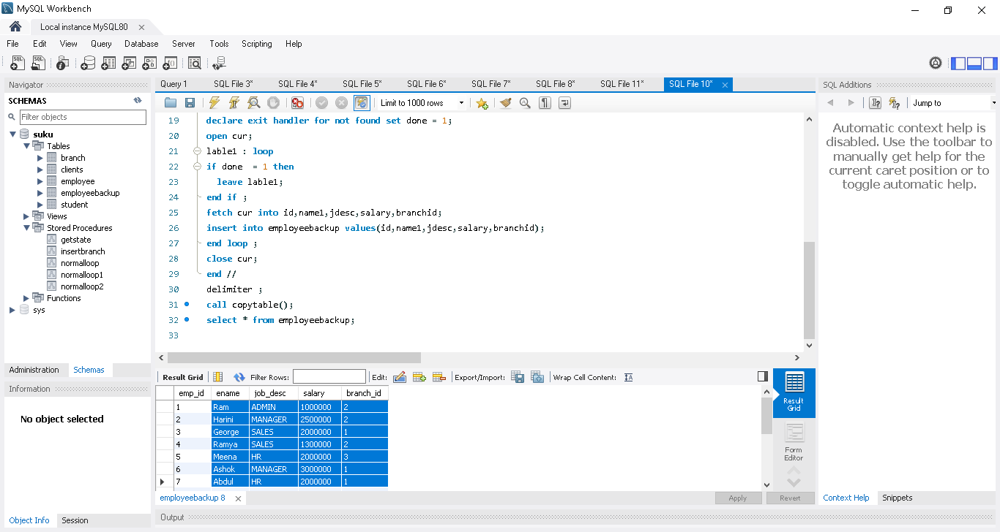 MySQL Workbench
Local instance MySQL80
File Edit View Query Database Server Tools Scripting Help
Navigator
SCHEMAS
Filter objects
suku
Tables
branch
clients
employee
employeebackup
student
Views
Stored Procedures
getstate
insertbranch
normalloop
normalloop1
normalloop2
Functions
sys
Administration Schemas
Information
No object selected
Object Info Session
Query 1 SQL File 3* SQL File 4* SQL File 5* SQL File 6* SQL File 7* SQL File 8* SQL File 11* SQL File 10*
Limit to 1000 rows
19 declare exit handler for not found set done = 1;
20 open cur;
21 lable1 : loop
22 if done  = 1 then
23 leave lable1;
24 end if ;
25 fetch cur into id,name1,jdesc,salary,branchid;
26 insert into employeebackup values(id,name1,jdesc,salary,branchid);
27 end loop ;
28 close cur;
29 end //
30 delimiter ;
31 call copytable();
32 select * from employeebackup;
33
Result Grid Filter Rows: Edit: Export/Import: Wrap Cell Content:
emp_id ename job_desc salary branch_id
1 Ram ADMIN 1000000 2
2 Harini MANAGER 2500000 2
3 George SALES 2000000 1
4 Ramya SALES 1300000 2
5 Meena HR 2000000 3
6 Ashok MANAGER 3000000 1
7 Abdul HR 2000000 1
Result
Grid
Form
Editor
employeebackup 8
Apply Revert
Output
SQL Additions
Jump to
Automatic context help is
disabled. Use the toolbar to
manually get help for the
current caret position or to
toggle automatic help.
Context Help Snippets